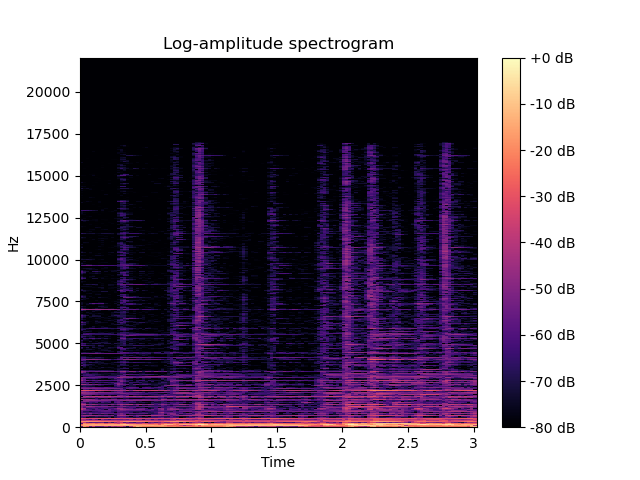 Log-amplitude spectrogram
Hz
20000
17500
15000
12500
10000
7500
5000
2500
0
0 0.5 1 1.5 2 2.5 3
Time
+0 dB
-10 dB
-20 dB
-30 dB
-40 dB
-50 dB
-60 dB
-70 dB
-80 dB